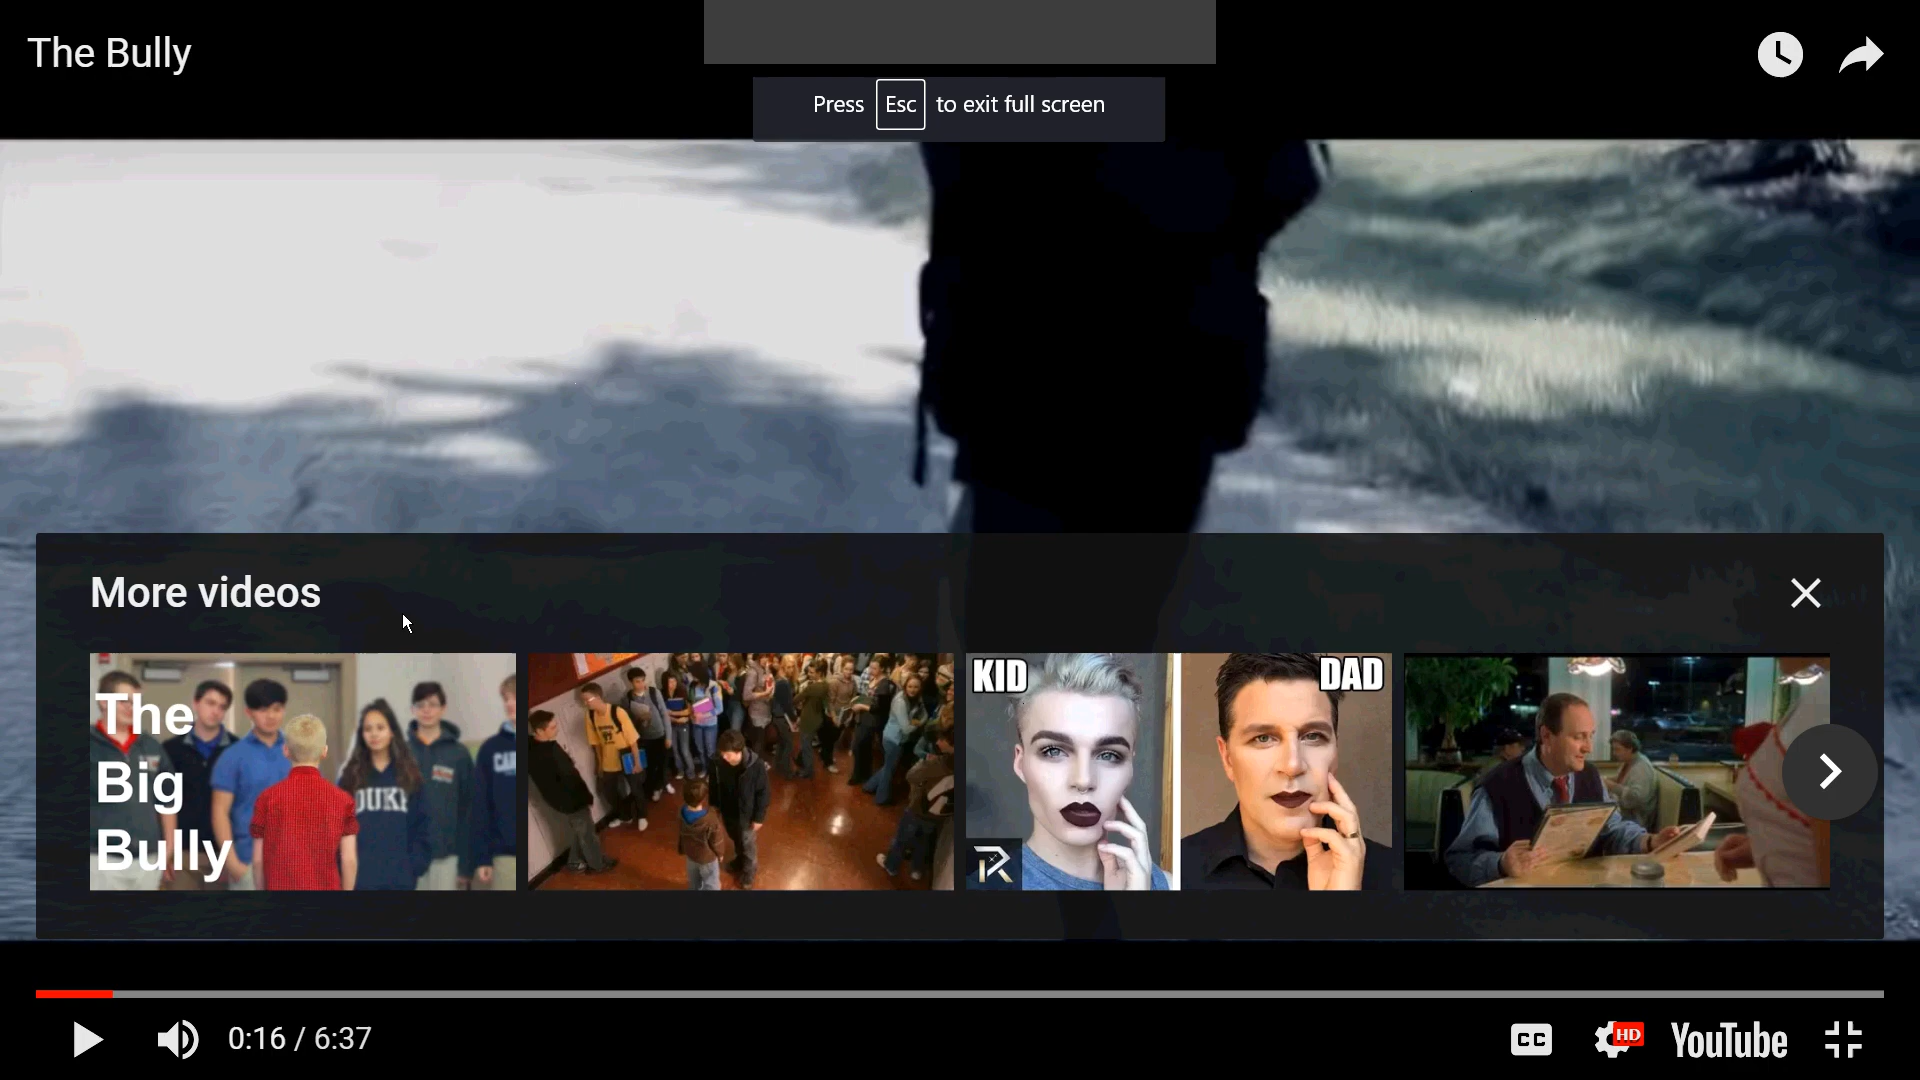 The Bully
Press Esc to exit full screen
More videos
The
Big
Bully
DUKE
KID
DAD
R
0:16 / 6:37
CC
HD
YouTube